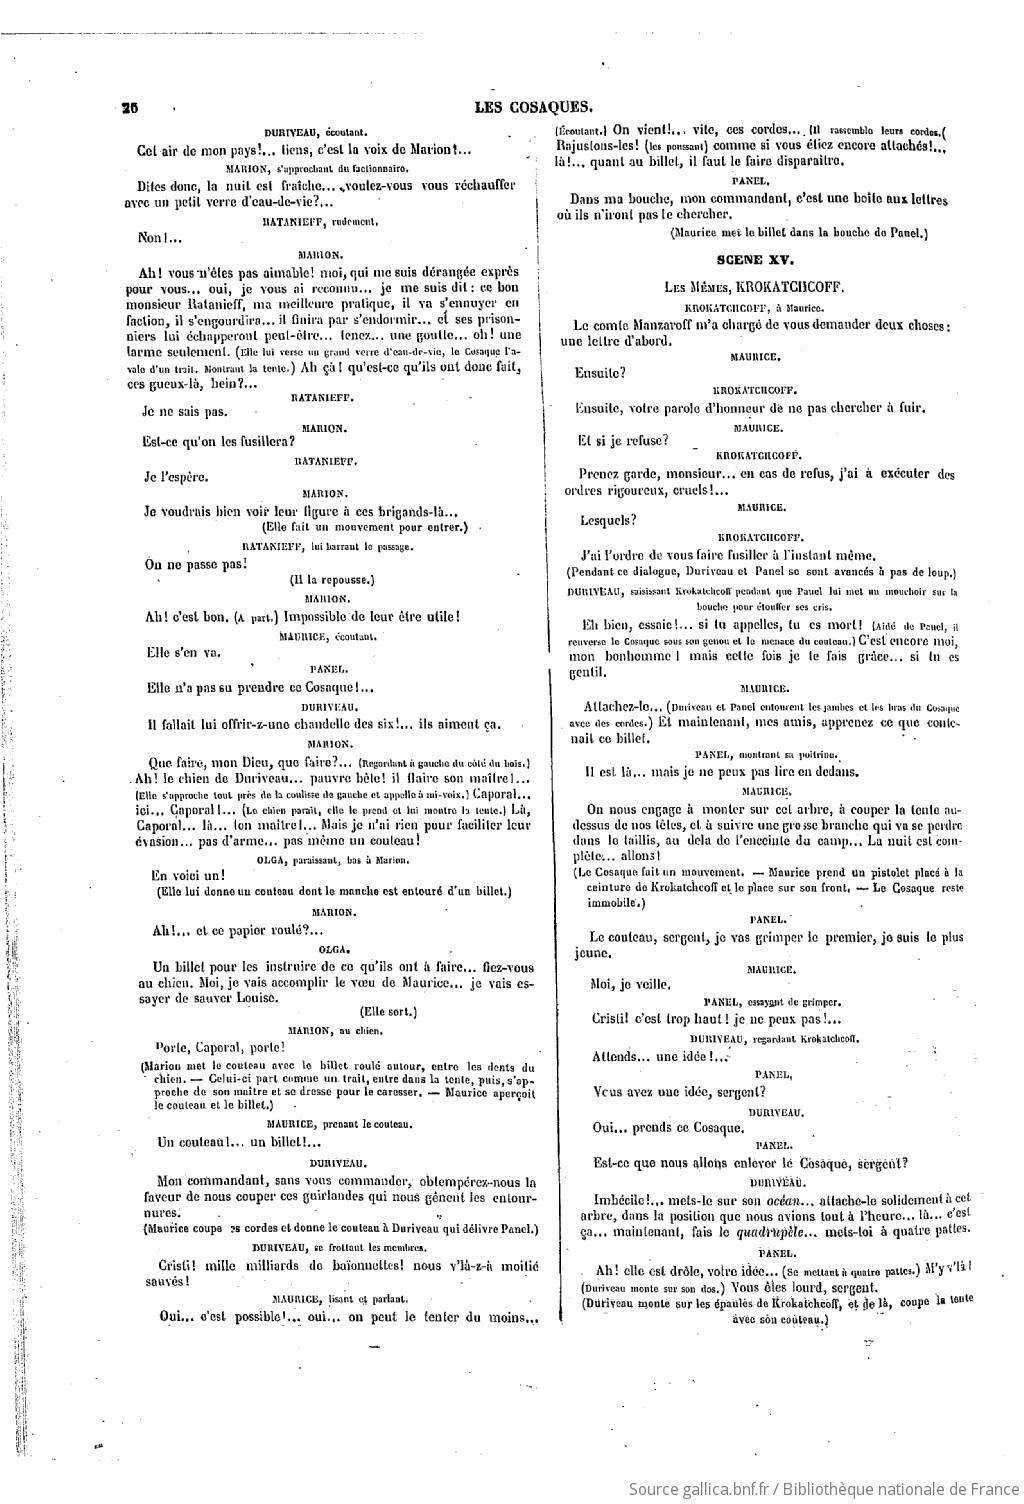 26
LES COSAQUES.
DURIVEAU, écoutant.
Cet air de mon pays!... tiens, c'est la voix de Marion!...
MARION, s'approchant du factionnaire.
Dites donc, la nuit est fraîche... voulez-vous vous réchauffer
avec un petit verre d'eau-de-vie?...
RATANIEFF, rudement.
Non!...
MARION.
Ah! vous n'êtes pas aimable! moi, qui me suis dérangée exprès
pour vous... oui, je vous ai reconnu... je me suis dit: ce bon
monsieur Ratanieff, ma meilleure pratique, il va s'ennuyer en
faction, il s'engourdira... il finira par s'endormir... et ses prison-
niers lui échapperont peut-être... tenez... une goutte... oh! une
larme seulement. (Elle lui verse un grand verre d'eau-de-vie, le Cosaque l'a-
vale d'un trait. Montrant la tente.) Ah çà! qu'est-ce qu'ils ont donc fait,
ces gueux-là, hein?...
RATANIEFF.
Je ne sais pas.
MARION.
Est-ce qu'on les fusillera?
RATANIEFF.
Je l'espère.
MARION.
Je voudrais bien voir leur figure à ces brigands-là...
(Elle fait un mouvement pour entrer.)
RATANIEFF, lui barrant le passage.
On ne passe pas!
(Il la repousse.)
MARION.
Ah! c'est bon. (A part.) Impossible de leur être utile!
MAURICE, écoutant.
Elle s'en va.
PANEL.
Elle n'a pas su prendre ce Cosaque!...
DURIVEAU.
Il fallait lui offrir-z-une chandelle des six!... ils aiment ça.
MARION.
Que faire, mon Dieu, que faire?... (Regardant à gauche du côté du bois.)
Ah! le chien de Duriveau... pauvre bête! il flaire son maître!...
(Elle s'approche tout près de la coulisse de gauche et appelle à mi-voix.) Caporal...
ici... Caporal!... (Le chien paraît, elle le prend et lui montre la tente.) Là,
Caporal... là... ton maître!... Mais je n'ai rien pour faciliter leur
évasion... pas d'arme... pas même un couteau!
OLGA, paraissant, bas à Marion.
En voici un!
(Elle lui donne un couteau dont le manche est entouré d'un billet.)
MARION.
Ah!... et ce papier roulé?...
OLGA.
Un billet pour les instruire de ce qu'ils ont à faire... fiez-vous
au chien. Moi, je vais accomplir le vœu de Maurice... je vais es-
sayer de sauver Louise.
(Elle sort.)
MARION, au chien.
Porte, Caporal, porte!
(Marion met le couteau avec le billet roulé autour, entre les dents du
chien. — Celui-ci part comme un trait, entre dans la tente, puis, s'ap-
proche de son maître et se dresse pour le caresser. — Maurice aperçoit
le couteau et le billet.)
MAURICE, prenant le couteau.
Un couteau!... un billet!...
DURIVEAU.
Mon commandant, sans vous commander, obtempérez-nous la
faveur de nous couper ces guirlandes qui nous gênent les entour-
nures.
(Maurice coupe es cordes et donne le couteau à Duriveau qui délivre Panel.)
DURIVEAU, se frottant les membres.
Cristi! mille milliards de baïonnettes! nous v'là-z-à moitié
sauvés!
MAURICE, lisant et parlant.
Oui... c'est possible!... oui... on peut le tenter du moins...
(Écoutant.) On vient!... vite, ces cordes... (Il rassemble leurs cordes.(
Rajustons-les! (les poussant) comme si vous étiez encore attachés!...
là!... quant au billet, il faut le faire disparaître.
PANEL.
Dans ma bouche, mon commandant, c'est une boîte aux lettres
où ils n'iront pas le chercher.
(Maurice met le billet dans la bouche de Panel.)
SCENE XV.
LES MÊMES, KROKATCHCOFF.
KROKATCHCOFF, à Maurice.
Le comte Manzaroff m'a chargé de vous demander deux choses:
une lettre d'abord.
MAURICE.
Ensuite?
KROKATCHCOFF.
Ensuite, votre parole d'honneur de ne pas chercher à fuir.
MAURICE.
Et si je refuse?
KROKATCHCOFF.
Prenez garde, monsieur... en cas de refus, j'ai à exécuter des
ordres rigoureux, cruels!...
MAURICE.
Lesquels?
KROKATCHCOFF.
J'ai l'ordre de vous faire fusiller à l'instant même.
(Pendant ce dialogue, Duriveau et Panel se sont avancés à pas de loup.)
DURIVEAU, saisissant Krokatchcoff pendant que Panel lui met un mouchoir sur la
bouche pour étouffer ses cris.
Eh bien, essaie!... si tu appelles, tu es mort! (Aidé de Panel, il
renverse le Cosaque sous son genou et le menace du couteau.) C'est encore moi,
mon bonhomme! mais cette fois je te fais grâce... si tu es
gentil.
MAURICE.
Attachez-le... (Duriveau et Panel entourent les jambes et les bras du Cosaque
avec des cordes.) Et maintenant, mes amis, apprenez ce que conte-
nait ce billet.
PANEL, montrant sa poitrine.
Il est là... mais je ne peux pas lire en dedans.
MAURICE.
On nous engage à monter sur cet arbre, à couper la tente au-
dessus de nos têtes, et à suivre une grosse branche qui va se perdre
dans le taillis, au delà de l'enceinte du camp... La nuit est com-
plète... allons!
(Le Cosaque fait un mouvement. — Maurice prend un pistolet placé à la
ceinture de Krokatchcoff et le place sur son front. — Le Cosaque reste
immobile.)
PANEL.
Le couteau, sergent, je vas grimper le premier, je suis le plus
jeune.
MAURICE.
Moi, je veille.
PANEL, essayant de grimper.
Cristi! c'est trop haut! je ne peux pas!...
DURIVEAU, regardant Krokatchcoff.
Attends... une idée!...
PANEL,
Vous avez une idée, sergent?
DURIVEAU.
Oui... prends ce Cosaque.
PANEL.
Est-ce que nous allons enlever le Cosaque, sergent?
DURIVEAU.
Imbécile!... mets-le sur son océan... attache-le solidement à cet
arbre, dans la position que nous avions tout à l'heure... là... c'est
ça... maintenant, fais le quadrupèle... mets-toi à quatre pattes.
PANEL.
Ah! elle est drôle, votre idée... (Se mettant à quatre pattes.) M'y v'là!
(Duriveau monte sur son dos.) Vous êles lourd, sergent.
(Duriveau monte sur les épaules de Krokatchcoff, et de là, coupe la tente
avec son couteau.)
Source gallica.bnf.fr / Bibliothèque nationale de France